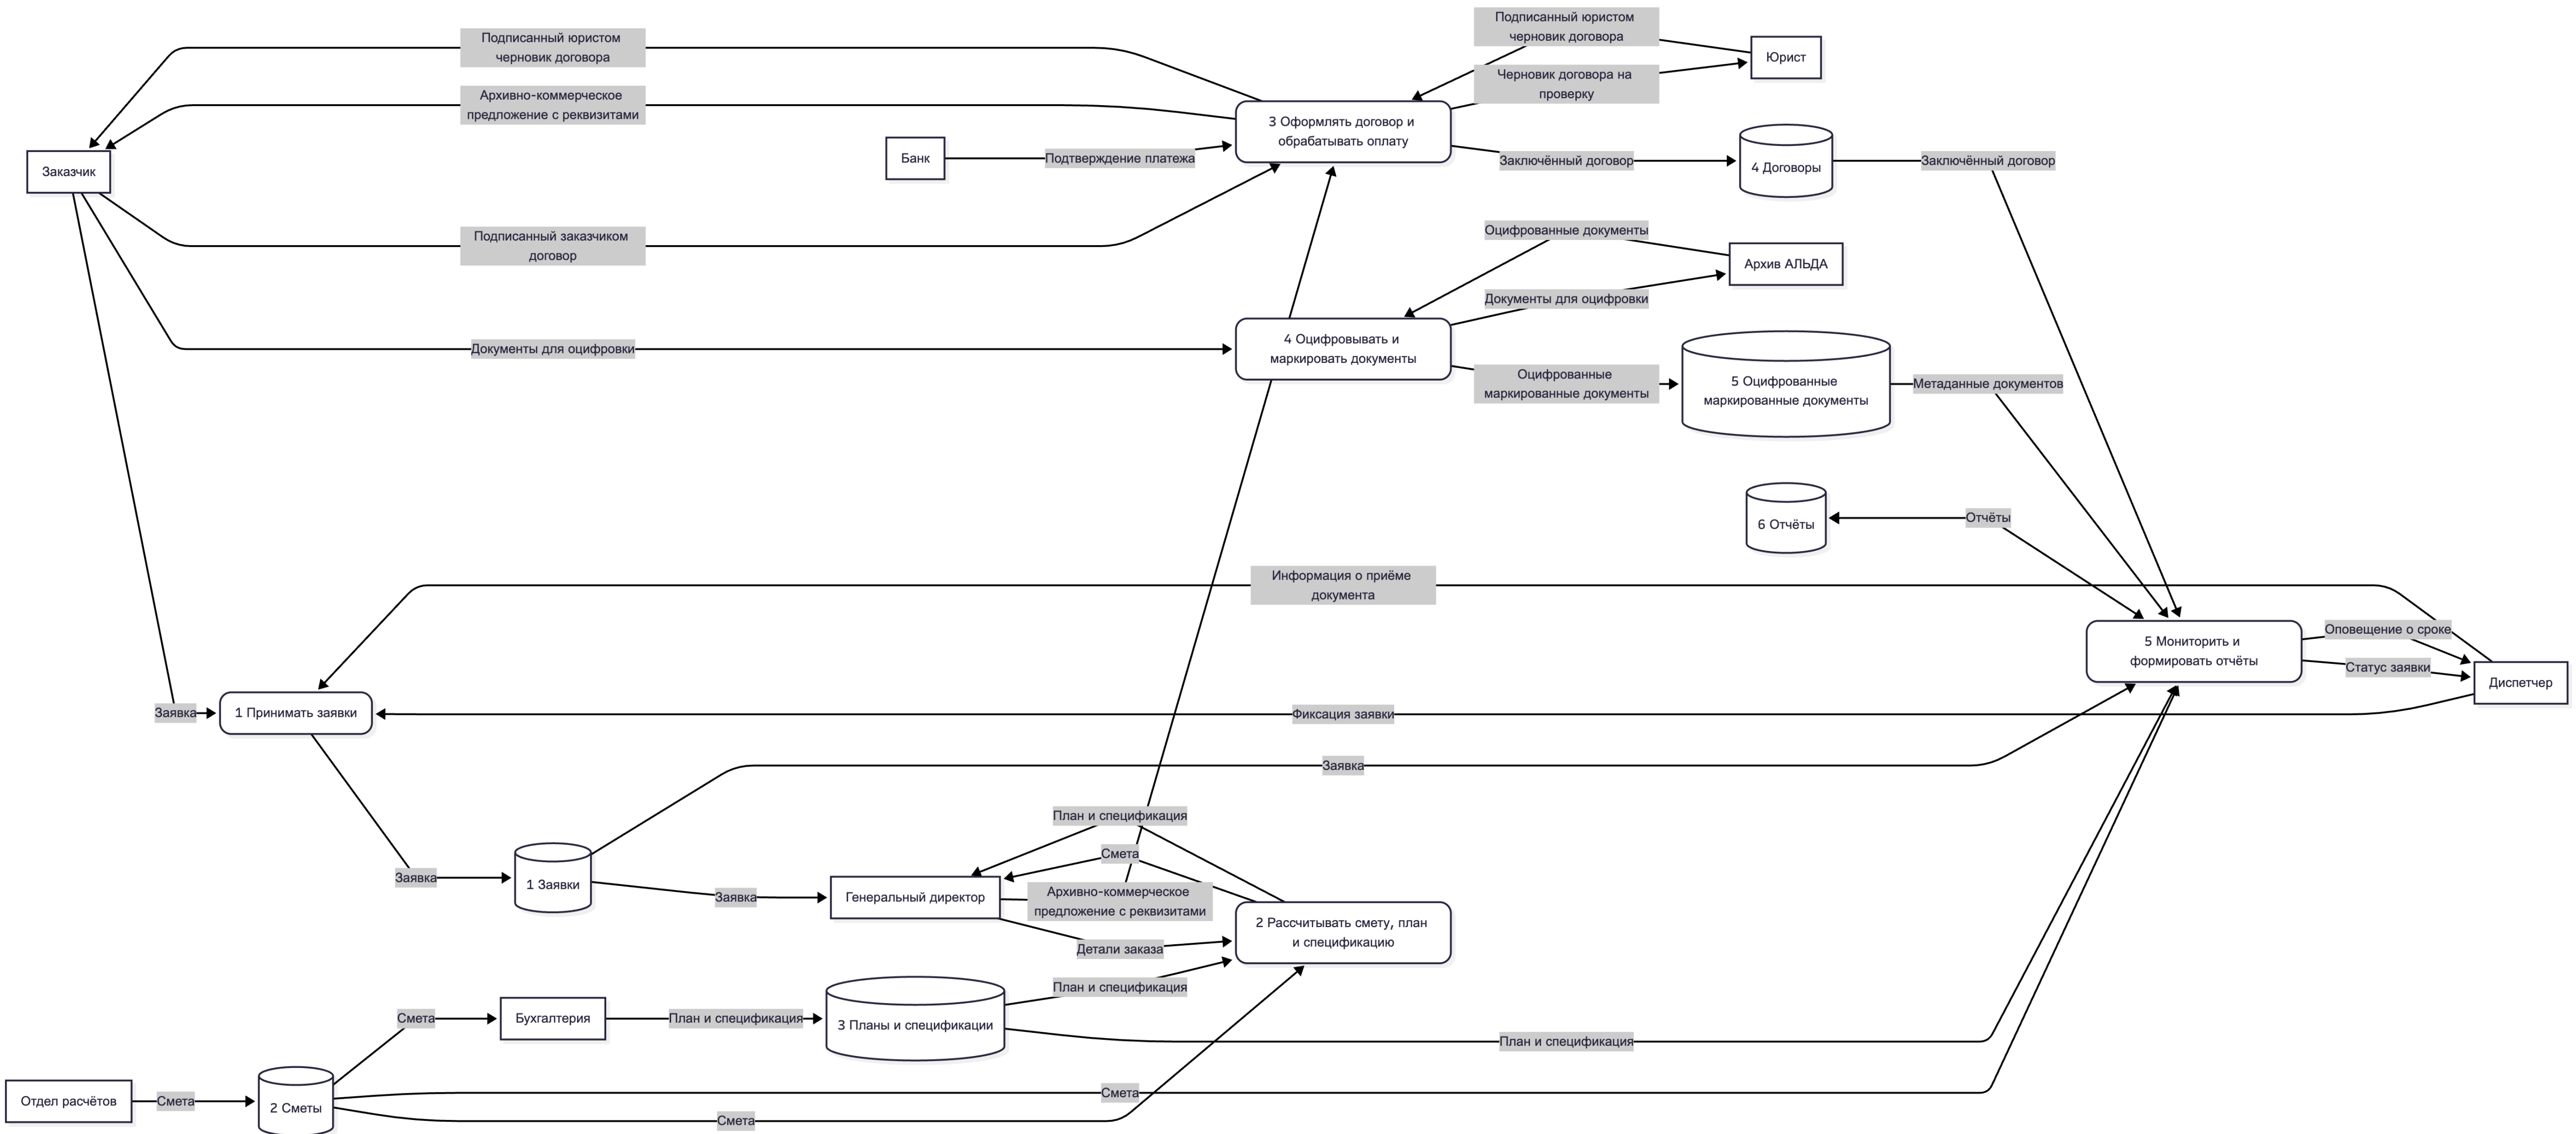 Подписанный юристом
черновик договора
Подписанный юристом
черновик договора
Юрист
Черновик договора на
проверку
Архивно-коммерческое
предложение с реквизитами
3 Оформлять договор и
обрабатывать оплату
Банк
Подтверждение платежа
Заключённый договор
4 Договоры
Заключённый договор
Заказчик
Подписанный заказчиком
договор
Оцифрованные документы
Архив АЛЬДА
Документы для оцифровки
Документы для оцифровки
4 Оцифровывать и
маркировать документы
Оцифрованные
маркированные документы
5 Оцифрованные
маркированные документы
Метаданные документов
6 Отчёты
Отчёты
Информация о приёме
документа
5 Мониторить и
формировать отчёты
Оповещение о сроке
Статус заявки
Диспетчер
Заявка
1 Принимать заявки
Фиксация заявки
Заявка
План и спецификация
Смета
Заявка
1 Заявки
Заявка
Генеральный директор
Архивно-коммерческое
предложение с реквизитами
2 Рассчитывать смету, план
и спецификацию
Детали заказа
План и спецификация
Смета
Бухгалтерия
План и спецификация
3 Планы и спецификации
План и спецификация
Отдел расчётов
Смета
2 Сметы
Смета
Смета